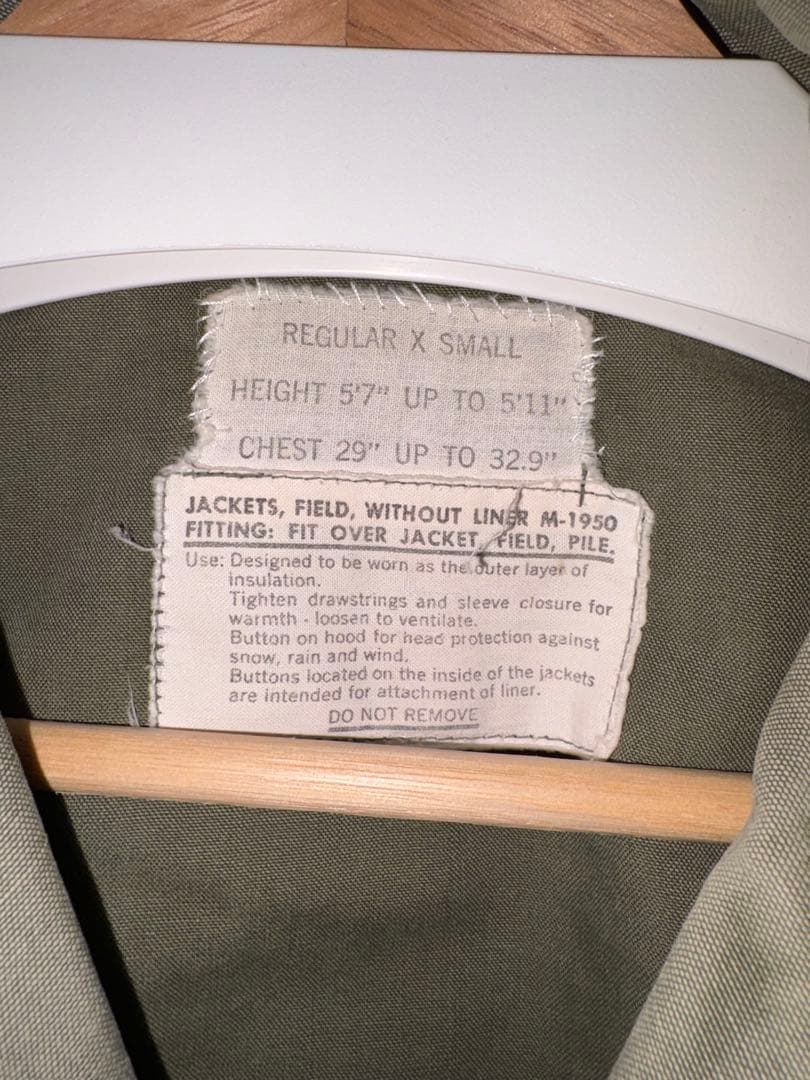 REGULAR X SMALL
HEIGHT 5'7" UP TO 5'11"
CHEST 29" UP TO 32.9"
JACKETS, FIELD, WITHOUT LINER M-1950
FITTING: FIT OVER JACKET, FIELD, PILE.
Use: Designed to be worn as the outer layer of
insulation.
Tighten drawstrings and sleeve closure for
warmth - loosen to ventilate.
Button on hood for head protection against
snow, rain and wind.
Buttons located on the inside of the jackets
are intended for attachment of liner.
DO NOT REMOVE